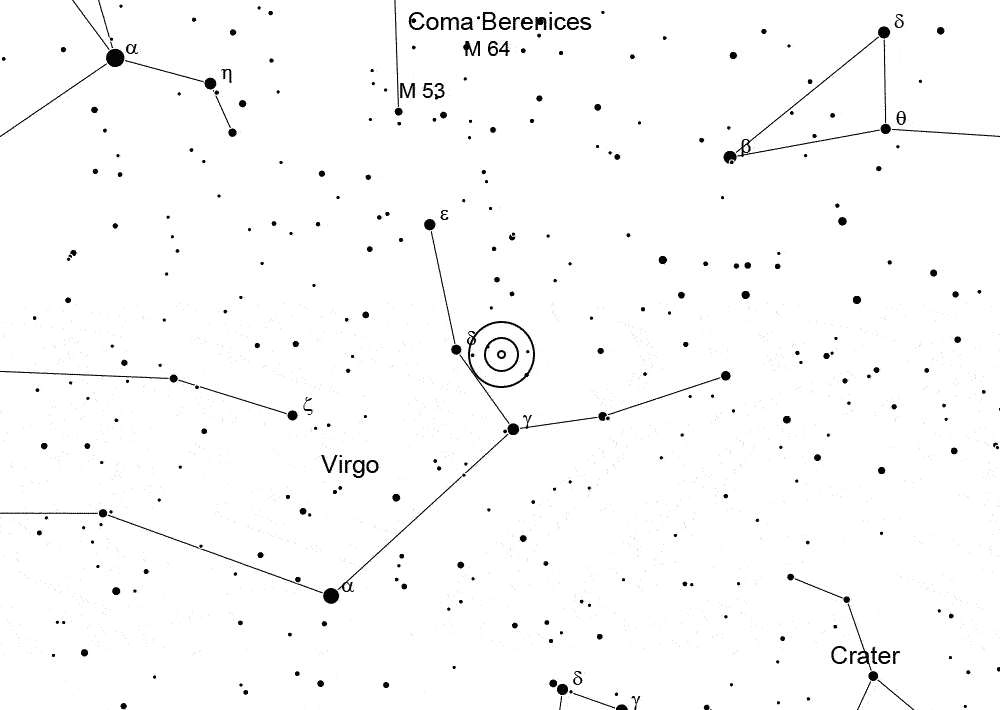 Coma Berenices
δ
α
M 64
η
M 53
θ
β
ε
δ
ζ
γ
Virgo
α
Crater
δ
γ